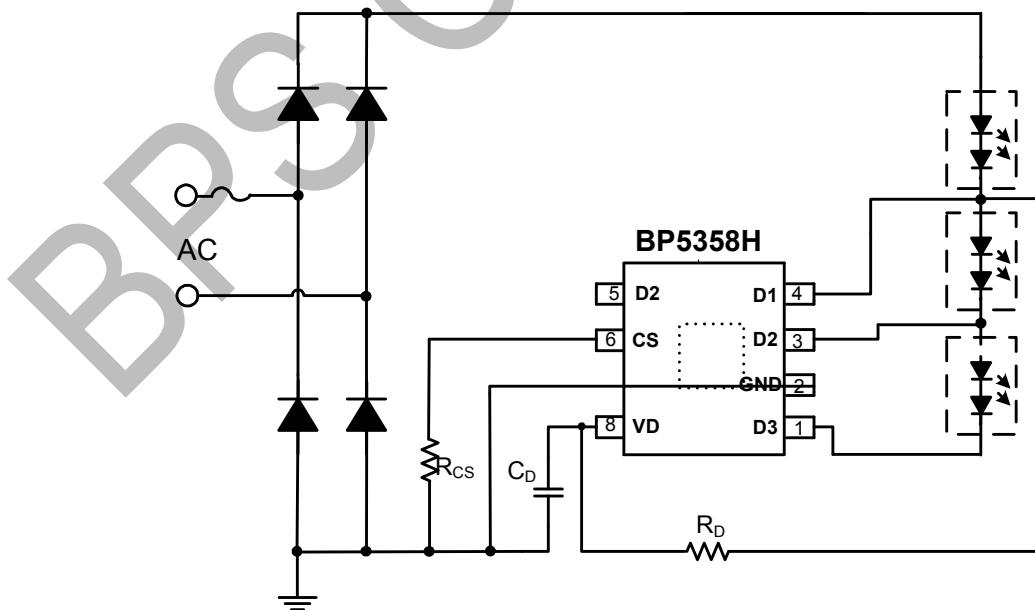 BPS C
AC
BP5358H
5 D2
D1 4
6 CS
D2 3
GND 2
8 VD
D3 1
RCS
CD
RD